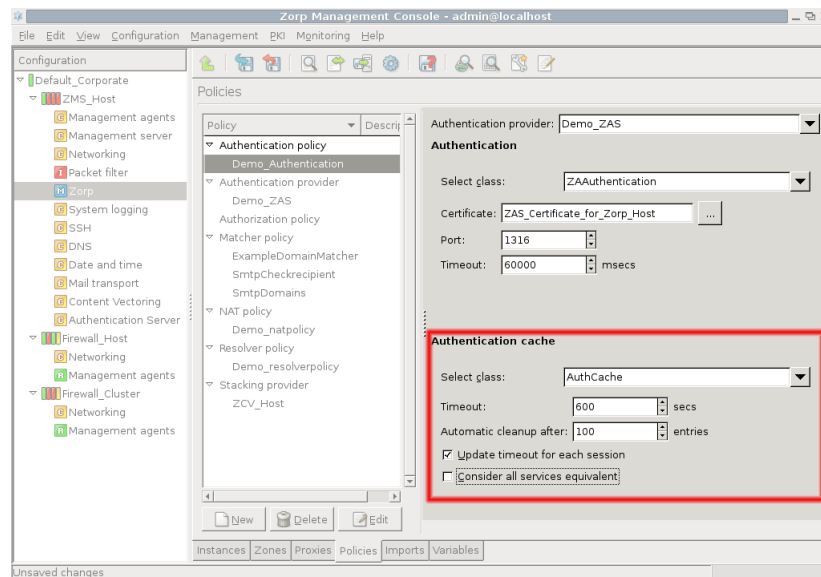 Zorp Management Console - admin@localhost
File Edit View Configuration Management PKI Monitoring Help
Configuration
Default_Corporate
ZMS_Host
Management agents
Management server
Networking
Packet filter
Zorp
System logging
SSH
DNS
Date and time
Mail transport
Content Vectoring
Authentication Server
Firewall_Host
Networking
Management agents
Firewall_Cluster
Networking
Management agents
Policies
Policy Descrip
Authentication policy
Demo_Authentication
Authentication provider
Demo_ZAS
Authorization policy
Matcher policy
ExampleDomainMatcher
SmtpCheckrecipient
SmtpDomains
NAT policy
Demo_natpolicy
Resolver policy
Demo_resolverpolicy
Stacking provider
ZCV_Host
New Delete Edit
Authentication provider: Demo_ZAS
Authentication
Select class: ZAAuthentication
Certificate: ZAS_Certificate_for_Zorp_Host ...
Port: 1316
Timeout: 60000 msecs
Authentication cache
Select class: AuthCache
Timeout: 600 secs
Automatic cleanup after: 100 entries
Update timeout for each session
Consider all services equivalent
Instances Zones Proxies Policies Imports Variables
Unsaved changes